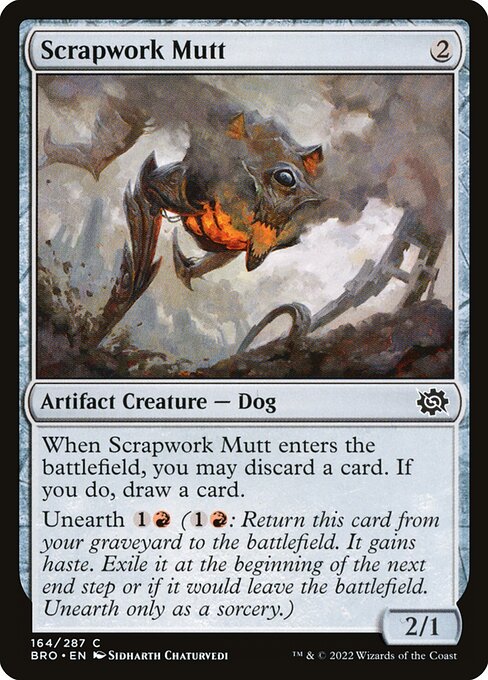 Scrapwork Mutt 2
Artifact Creature — Dog
When Scrapwork Mutt enters the
battlefield, you may discard a card. If
you do, draw a card.
Unearth 1 (1: Return this card from
your graveyard to the battlefield. It gains
haste. Exile it at the beginning of the next
end step or if it would leave the battlefield.
Unearth only as a sorcery.)
2/1
164/287 C
BRO • EN SIDHARTH CHATURVEDI
™ & © 2022 Wizards of the Coast